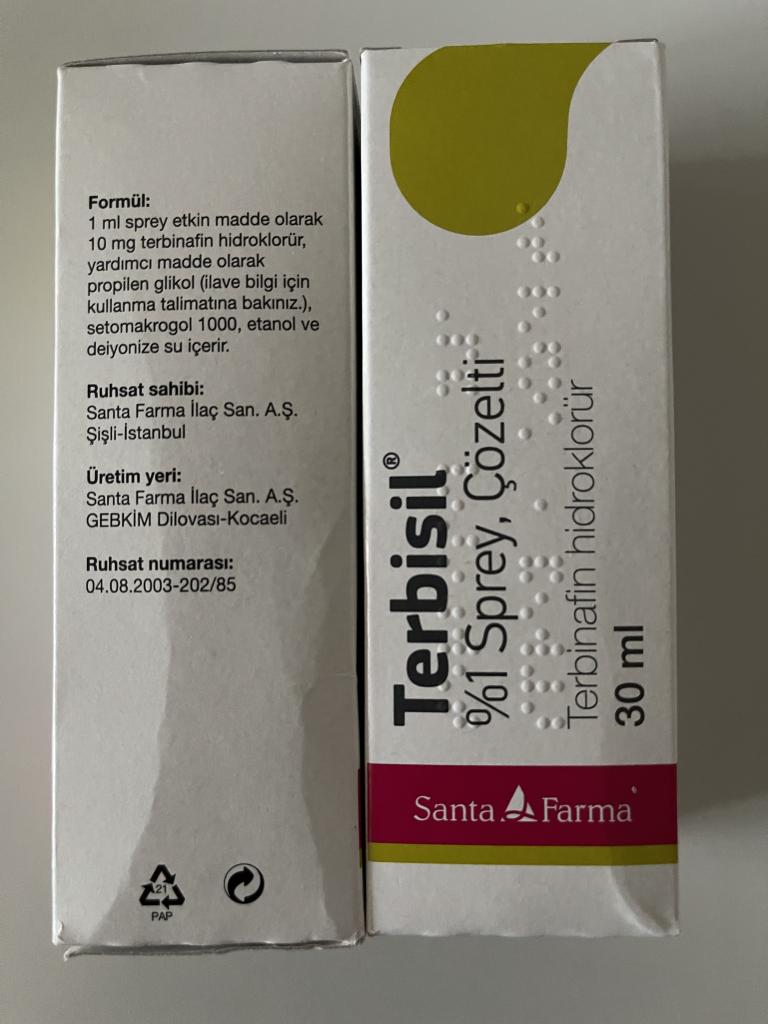 Formül:
1 ml sprey etkin madde olarak
10 mg terbinafin hidroklorür,
yardımcı madde olarak
propilen glikol (ilave bilgi için
kullanma talimatına bakınız.),
setomakrogol 1000, etanol ve
deiyonize su içerir.
Ruhsat sahibi:
Santa Farma İlaç San. A.Ş.
Şişli-İstanbul
Üretim yeri:
Santa Farma İlaç San. A.Ş.
GEBKİM Dilovası-Kocaeli
Ruhsat numarası:
04.08.2003-202/85
21
PAP
Terbisil®
%1 Sprey, Çözelti
Terbinafin hidroklorür
30 ml
Santa Farma